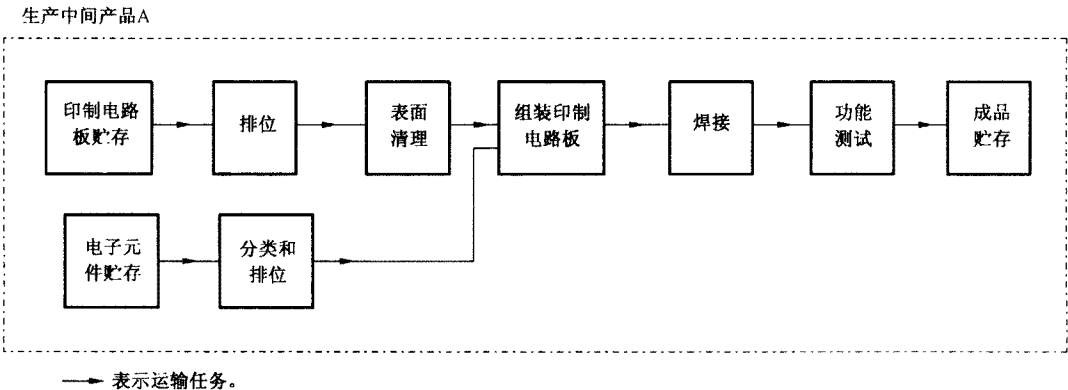 生产中间产品A
印制电路
板贮存
排位
表面
清理
组装印制
电路板
焊接
功能
测试
成品
贮存
电子元
件贮存
分类和
排位
表示运输任务。